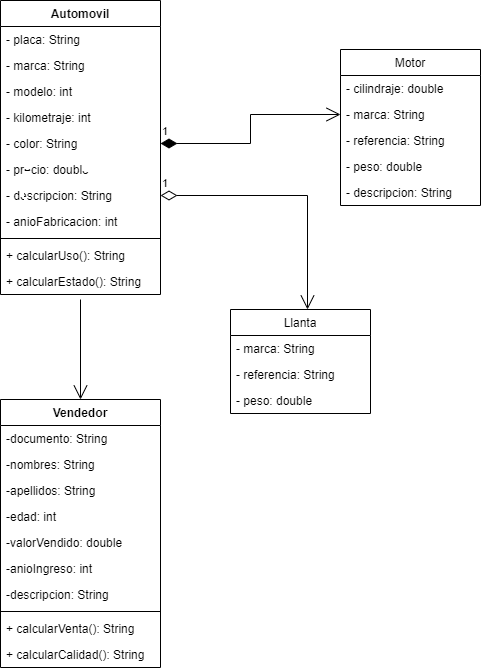 Automovil
- placa: String
- marca: String
- modelo: int
- kilometraje: int
- color: String
- precio: double
- descripcion: String
- anioFabricacion: int
+ calcularUso(): String
+ calcularEstado(): String
1
1
Motor
- cilindraje: double
- marca: String
- referencia: String
- peso: double
- descripcion: String
Llanta
- marca: String
- referencia: String
- peso: double
Vendedor
-documento: String
-nombres: String
-apellidos: String
-edad: int
-valorVendido: double
-anioIngreso: int
-descripcion: String
+ calcularVenta(): String
+ calcularCalidad(): String